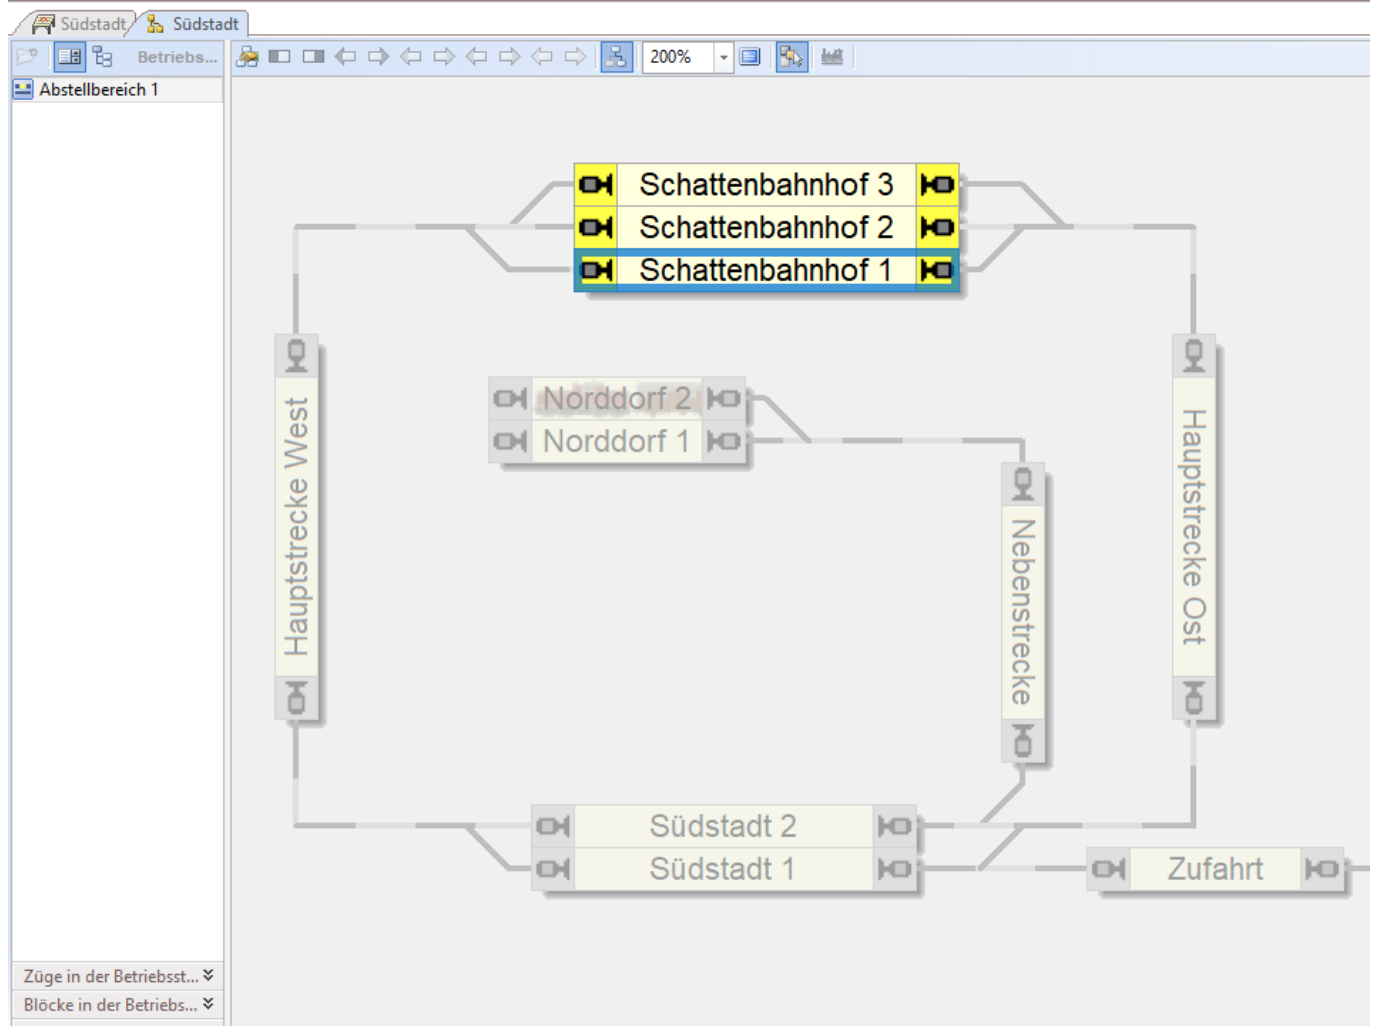 Südstadt
Südstadt
Betriebs...
200%
Abstellbereich 1
Schattenbahnhof 3
Schattenbahnhof 2
Schattenbahnhof 1
Hauptstrecke West
Norddorf 2
Norddorf 1
Nebenstrecke
Hauptstrecke Ost
Südstadt 2
Südstadt 1
Zufahrt
Züge in der Betriebsst...
Blöcke in der Betriebs...